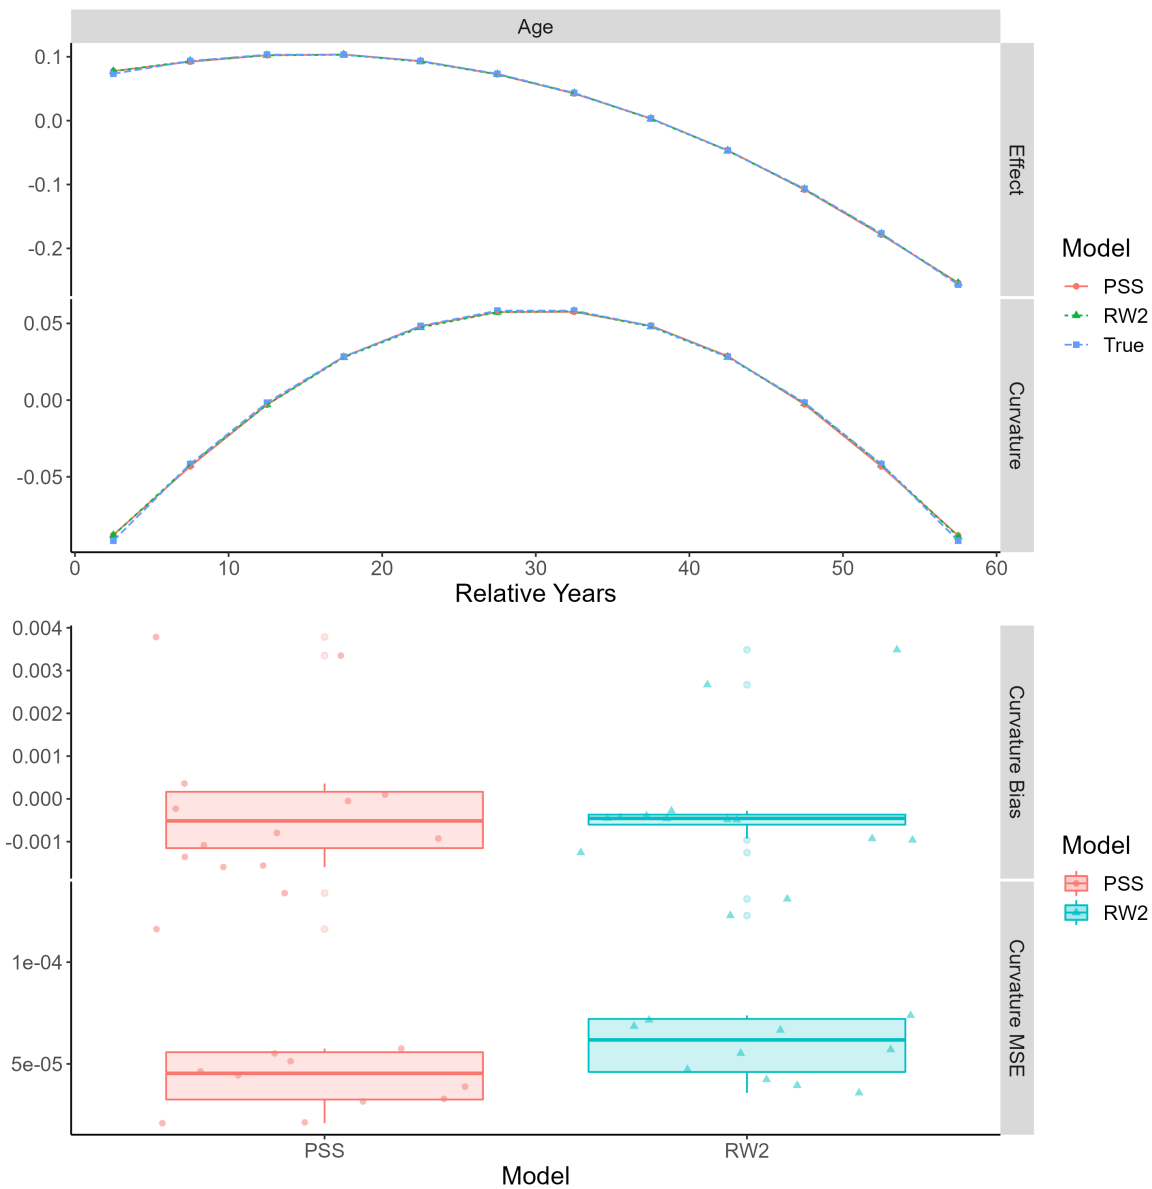 Age
0.1
0.0
-0.1
-0.2
Effect
0.05
0.00
-0.05
Curvature
0
10
20
30
40
50
60
Relative Years
Model
PSS
RW2
True
0.004
0.003
0.002
0.001
0.000
-0.001
Curvature Bias
1e-04
5e-05
Curvature MSE
PSS
RW2
Model
Model
PSS
RW2